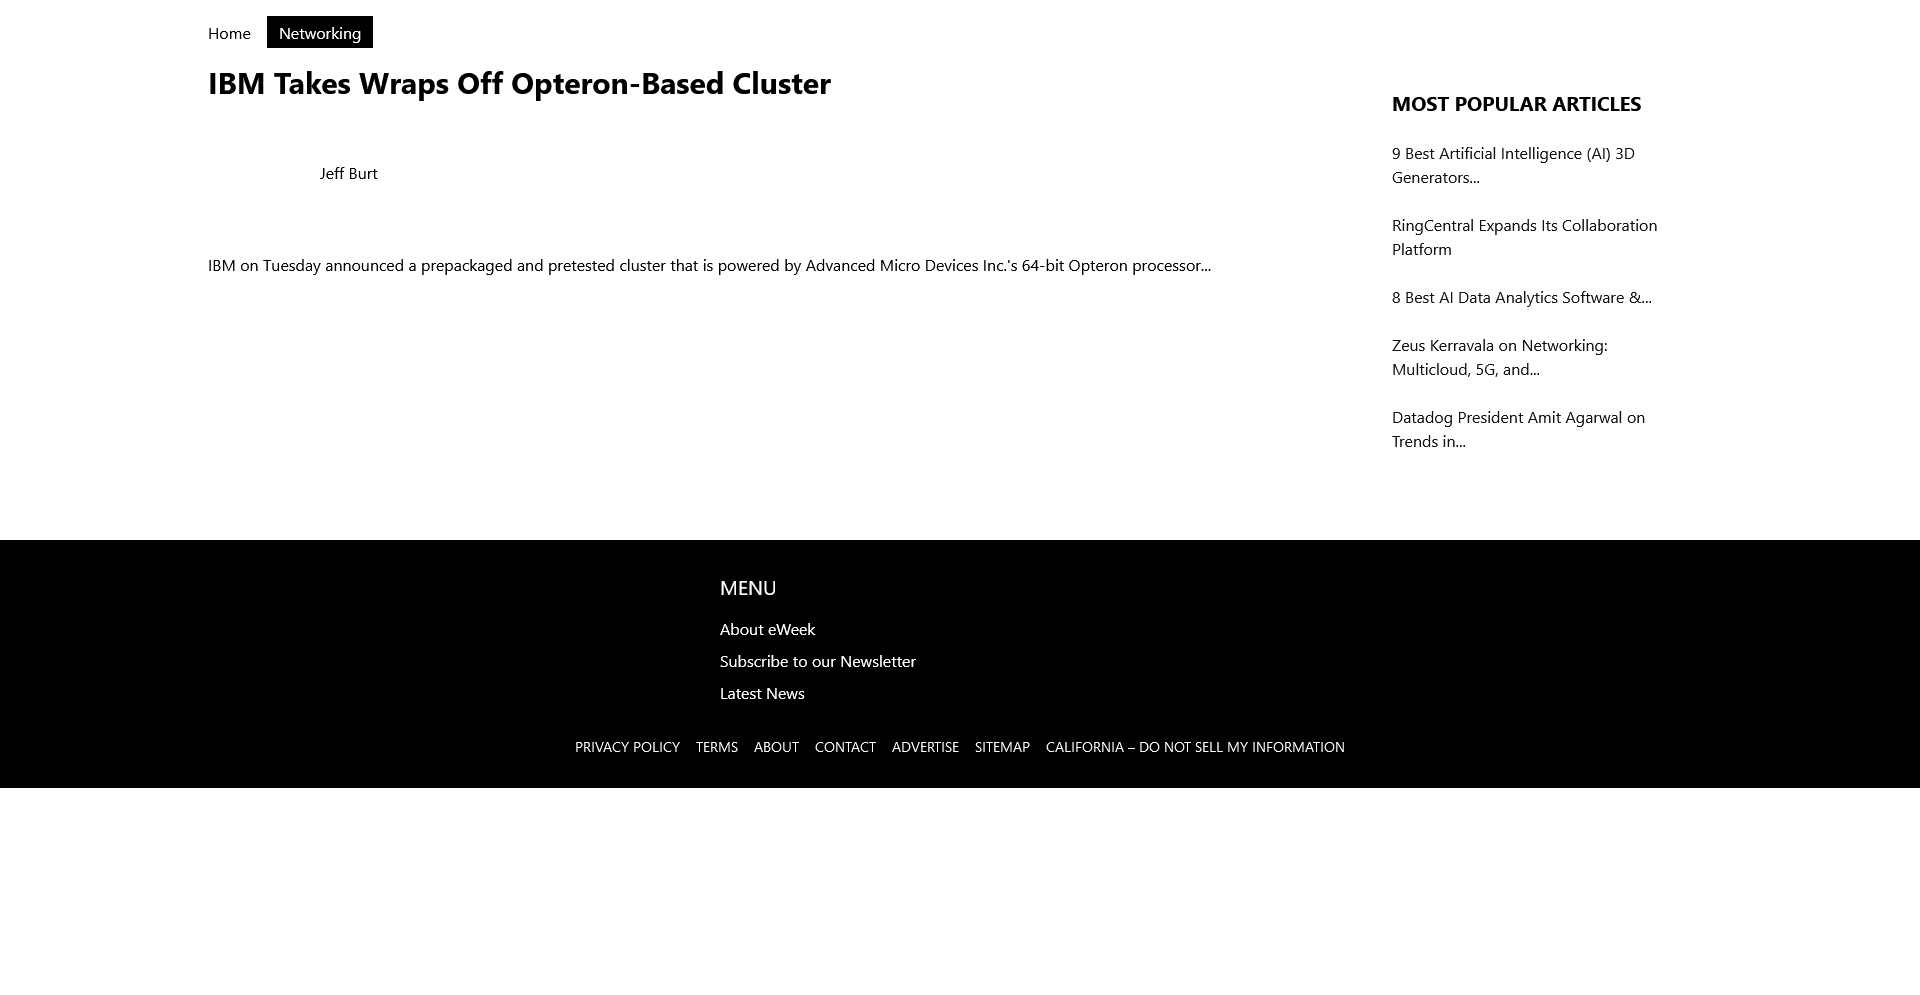 Home
Networking
IBM Takes Wraps Off Opteron-Based Cluster
Jeff Burt
IBM on Tuesday announced a prepackaged and pretested cluster that is powered by Advanced Micro Devices Inc.'s 64-bit Opteron processor...
MOST POPULAR ARTICLES
9 Best Artificial Intelligence (AI) 3D
Generators...
RingCentral Expands Its Collaboration
Platform
8 Best AI Data Analytics Software &...
Zeus Kerravala on Networking:
Multicloud, 5G, and...
Datadog President Amit Agarwal on
Trends in...
MENU
About eWeek
Subscribe to our Newsletter
Latest News
PRIVACY POLICY TERMS ABOUT CONTACT ADVERTISE SITEMAP CALIFORNIA – DO NOT SELL MY INFORMATION